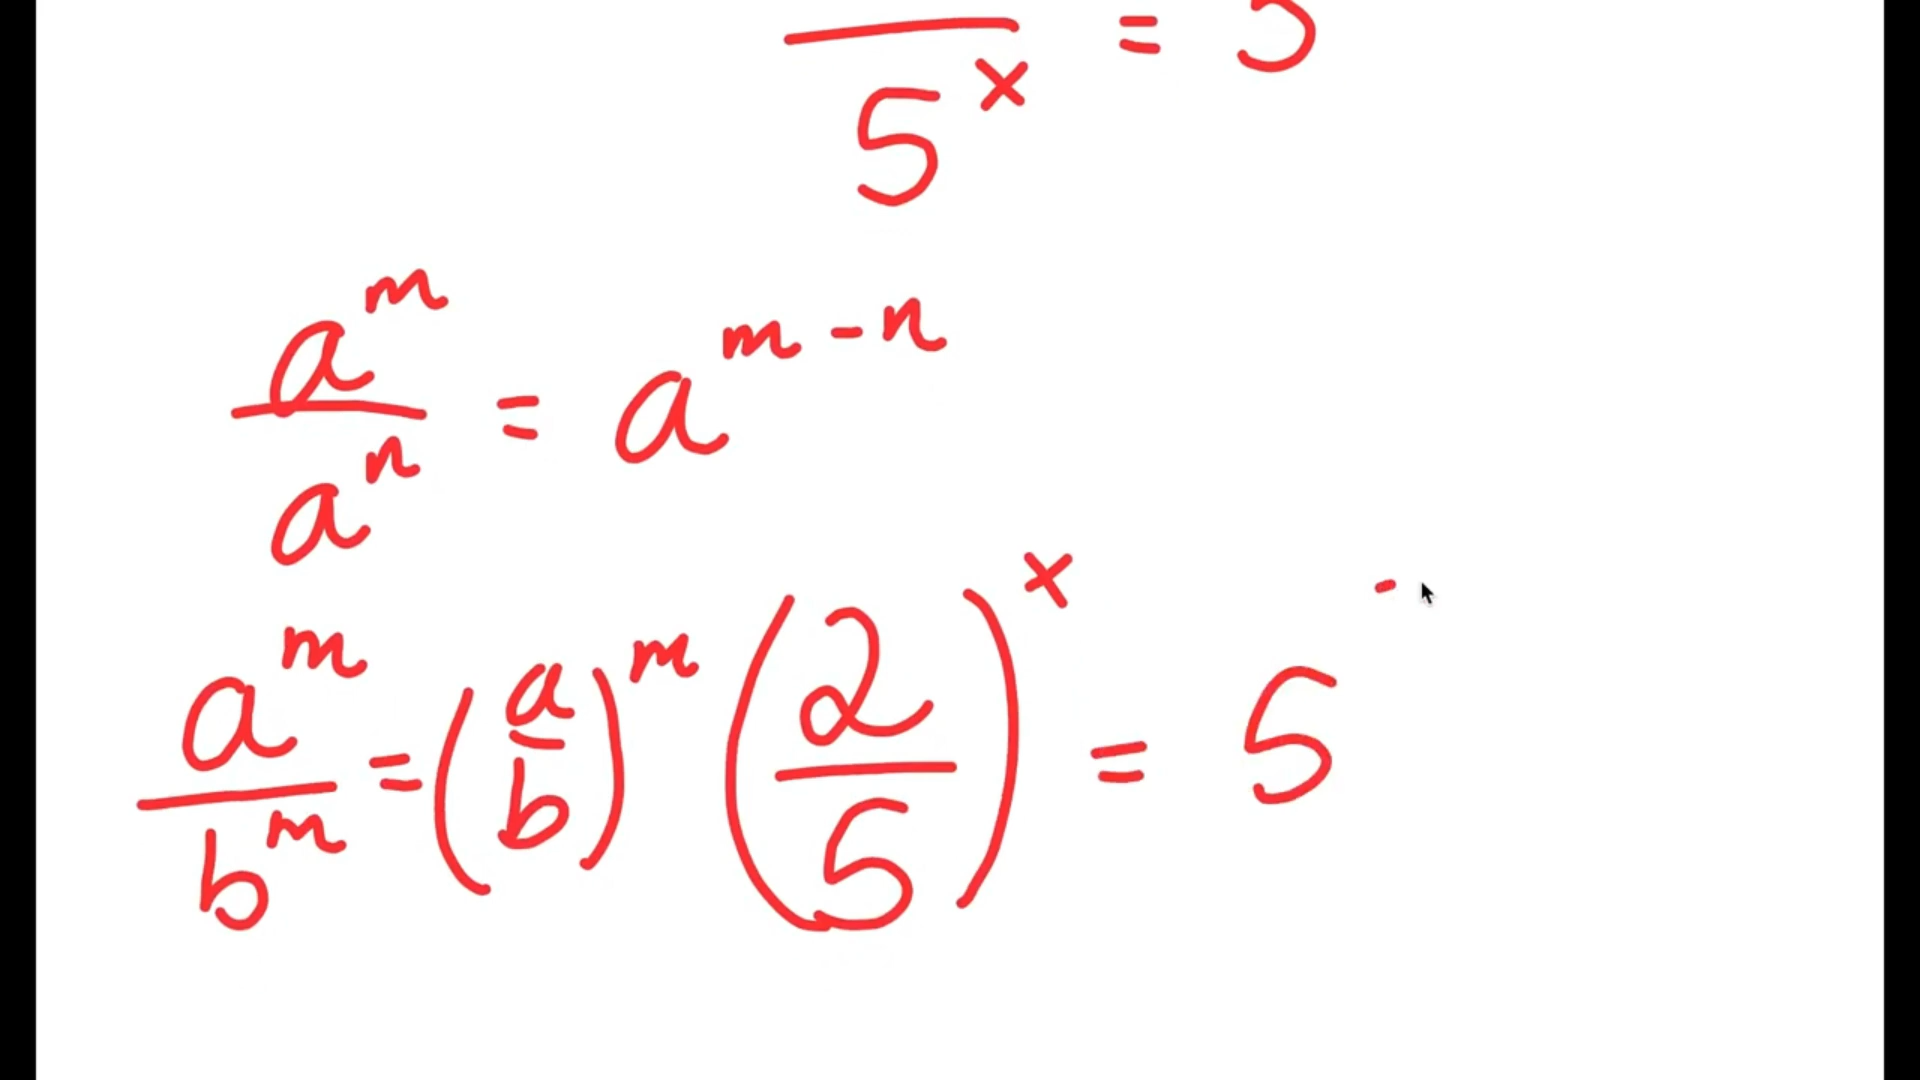 ― = 5
5^x
a^m/a^n = a^(m-n)
a^m/b^m = (a/b)^m (2/5)^x = 5^-